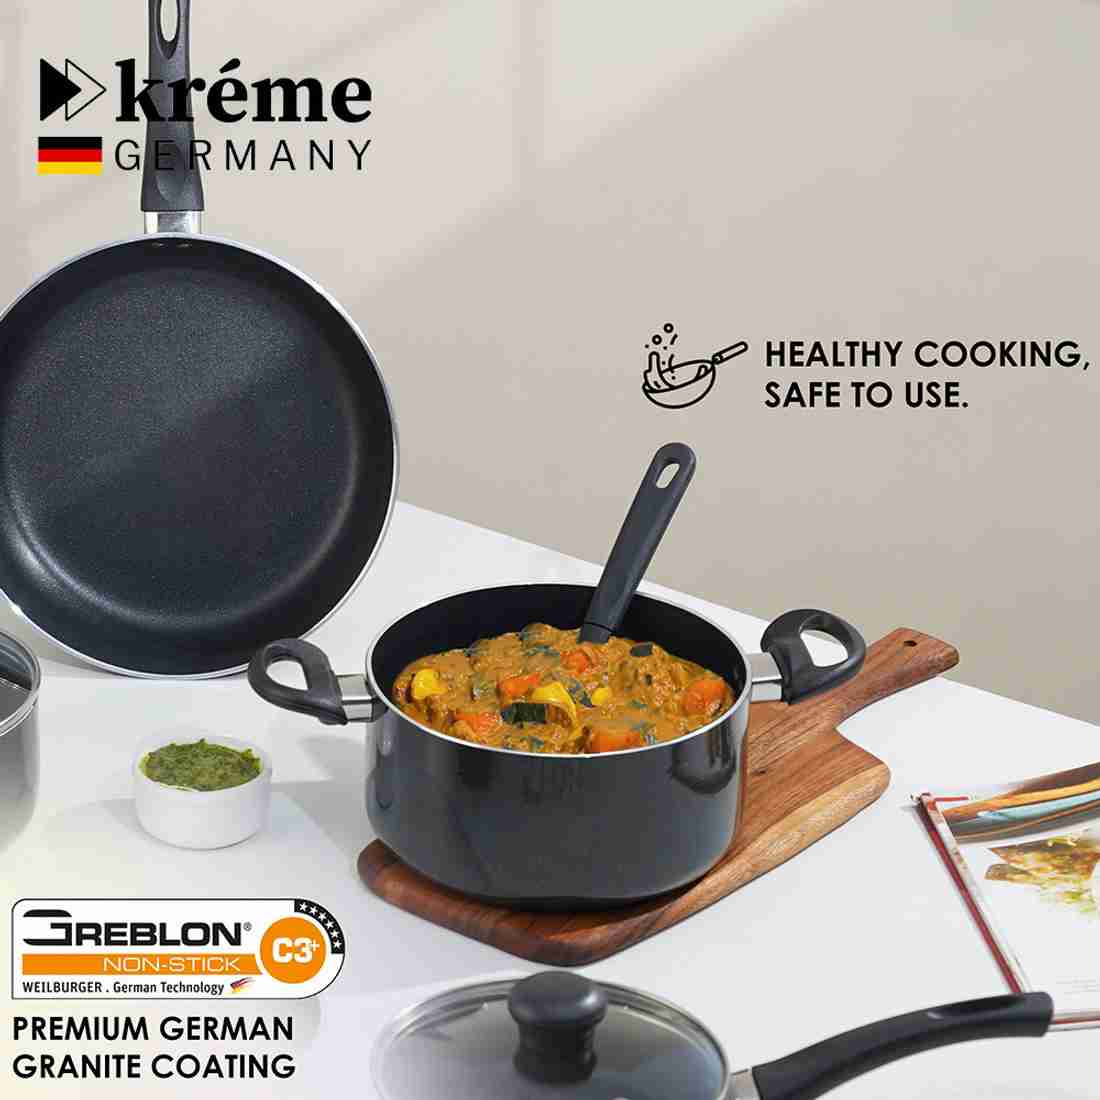 kréme
GERMANY
HEALTHY COOKING,
SAFE TO USE.
GREBLON®
C3+
NON-STICK
WEILBURGER . German Technology
PREMIUM GERMAN
GRANITE COATING